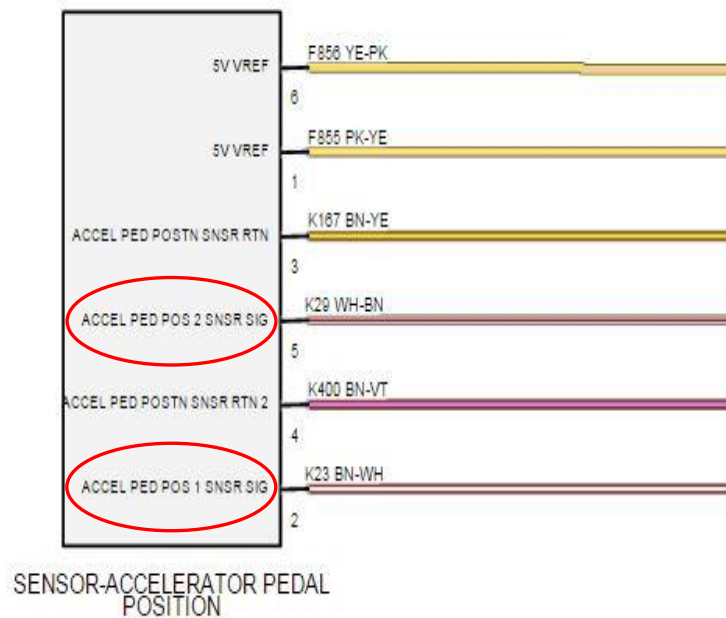 5V VREF
F856 YE-PK
6
5V VREF
F855 PK-YE
1
ACCEL PED POSTN SNSR RTN
K167 BN-YE
3
ACCEL PED POS 2 SNSR SIG
K29 WH-BN
5
ACCEL PED POSTN SNSR RTN 2
K400 BN-VT
4
ACCEL PED POS 1 SNSR SIG
K23 BN-WH
2
SENSOR-ACCELERATOR PEDAL
POSITION